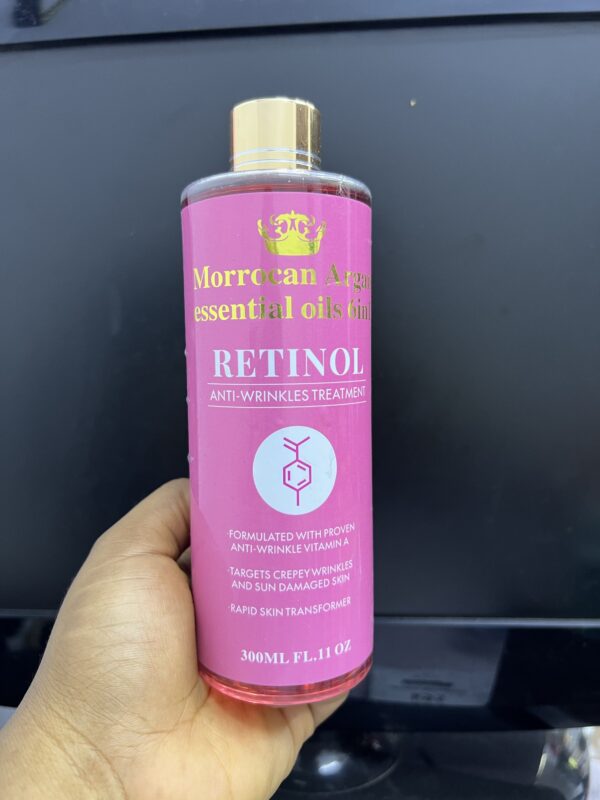 Morrocan Argan
essential oils 6in1
RETINOL
ANTI-WRINKLES TREATMENT
·FORMULATED WITH PROVEN
ANTI-WRINKLE VITAMIN A
·TARGETS CREPEY WRINKLES
AND SUN DAMAGED SKIN
·RAPID SKIN TRANSFORMER
300ML FL.11 OZ